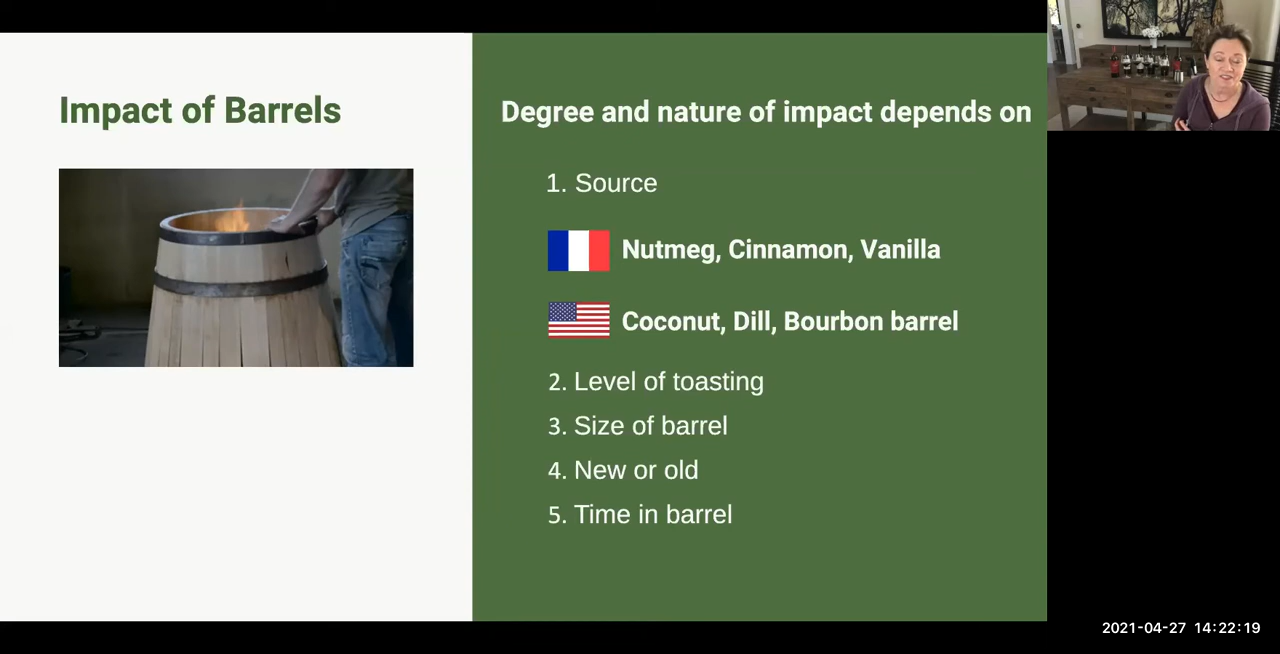 Impact of Barrels
Degree and nature of impact depends on
1. Source
Nutmeg, Cinnamon, Vanilla
Coconut, Dill, Bourbon barrel
2. Level of toasting
3. Size of barrel
4. New or old
5. Time in barrel
2021-04-27 14:22:19